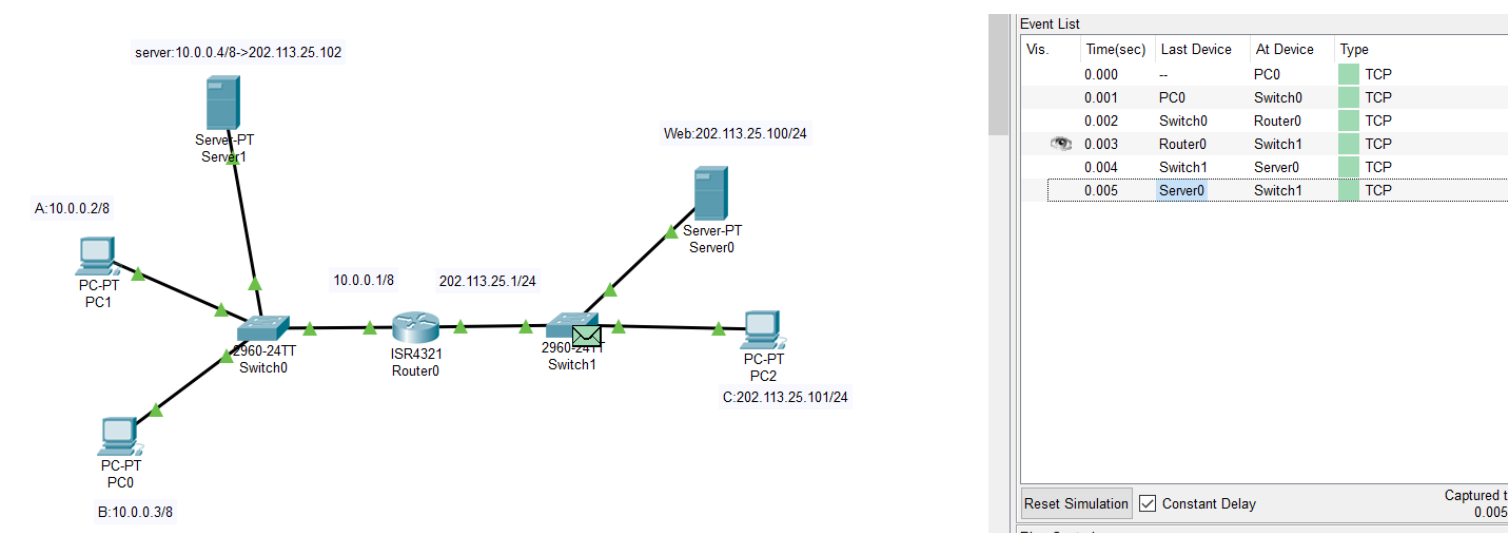 server:10.0.0.4/8->202.113.25.102
Server-PT
Server1
Web:202.113.25.100/24
Server-PT
Server0
A:10.0.0.2/8
PC-PT
PC1
10.0.0.1/8
202.113.25.1/24
2960-24TT
Switch0
ISR4321
Router0
2960-24TT
Switch1
PC-PT
PC2
C:202.113.25.101/24
PC-PT
PC0
B:10.0.0.3/8
Event List
Vis. Time(sec) Last Device At Device Type
0.000 -- PC0 TCP
0.001 PC0 Switch0 TCP
0.002 Switch0 Router0 TCP
0.003 Router0 Switch1 TCP
0.004 Switch1 Server0 TCP
0.005 Server0 Switch1 TCP
Reset Simulation Constant Delay
Captured t
0.005